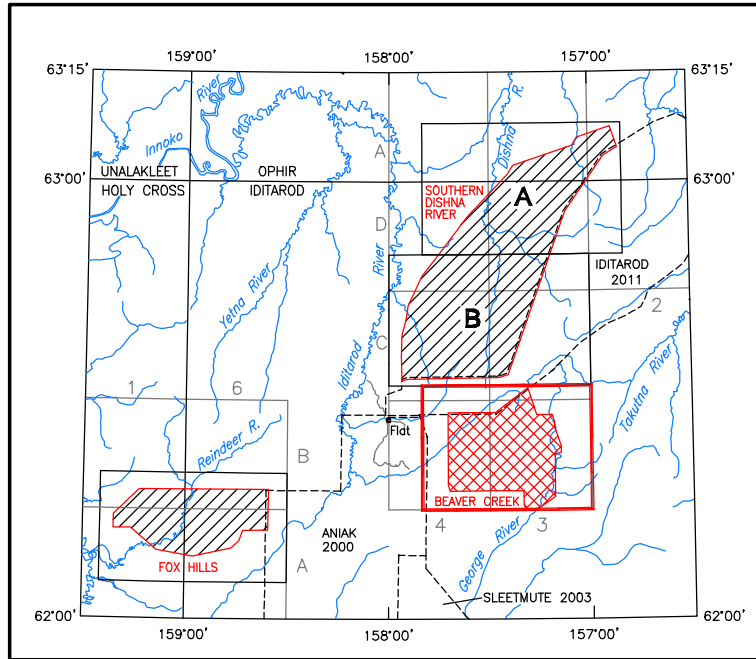 159°00'
158°00'
157°00'
63°15'
63°15'
River
Innoko
Dishna R.
A
UNALAKLEET
OPHIR
HOLY CROSS
IDITAROD
63°00'
63°00'
SOUTHERN
DISHNA
RIVER
A
D
River
Yetna River
IDITAROD
2011
2
B
C
Iditarod
Takutna River
1
6
Flat
Reindeer R.
B
BEAVER CREEK
4
3
ANIAK
2000
George River
FOX HILLS
A
SLEETMUTE 2003
62°00'
62°00'
159°00'
158°00'
157°00'